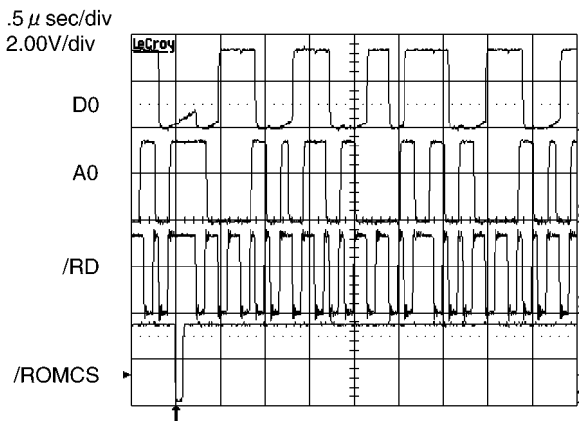 .5 μ sec/div
2.00V/div
LeCroy
D0
A0
/RD
/ROMCS